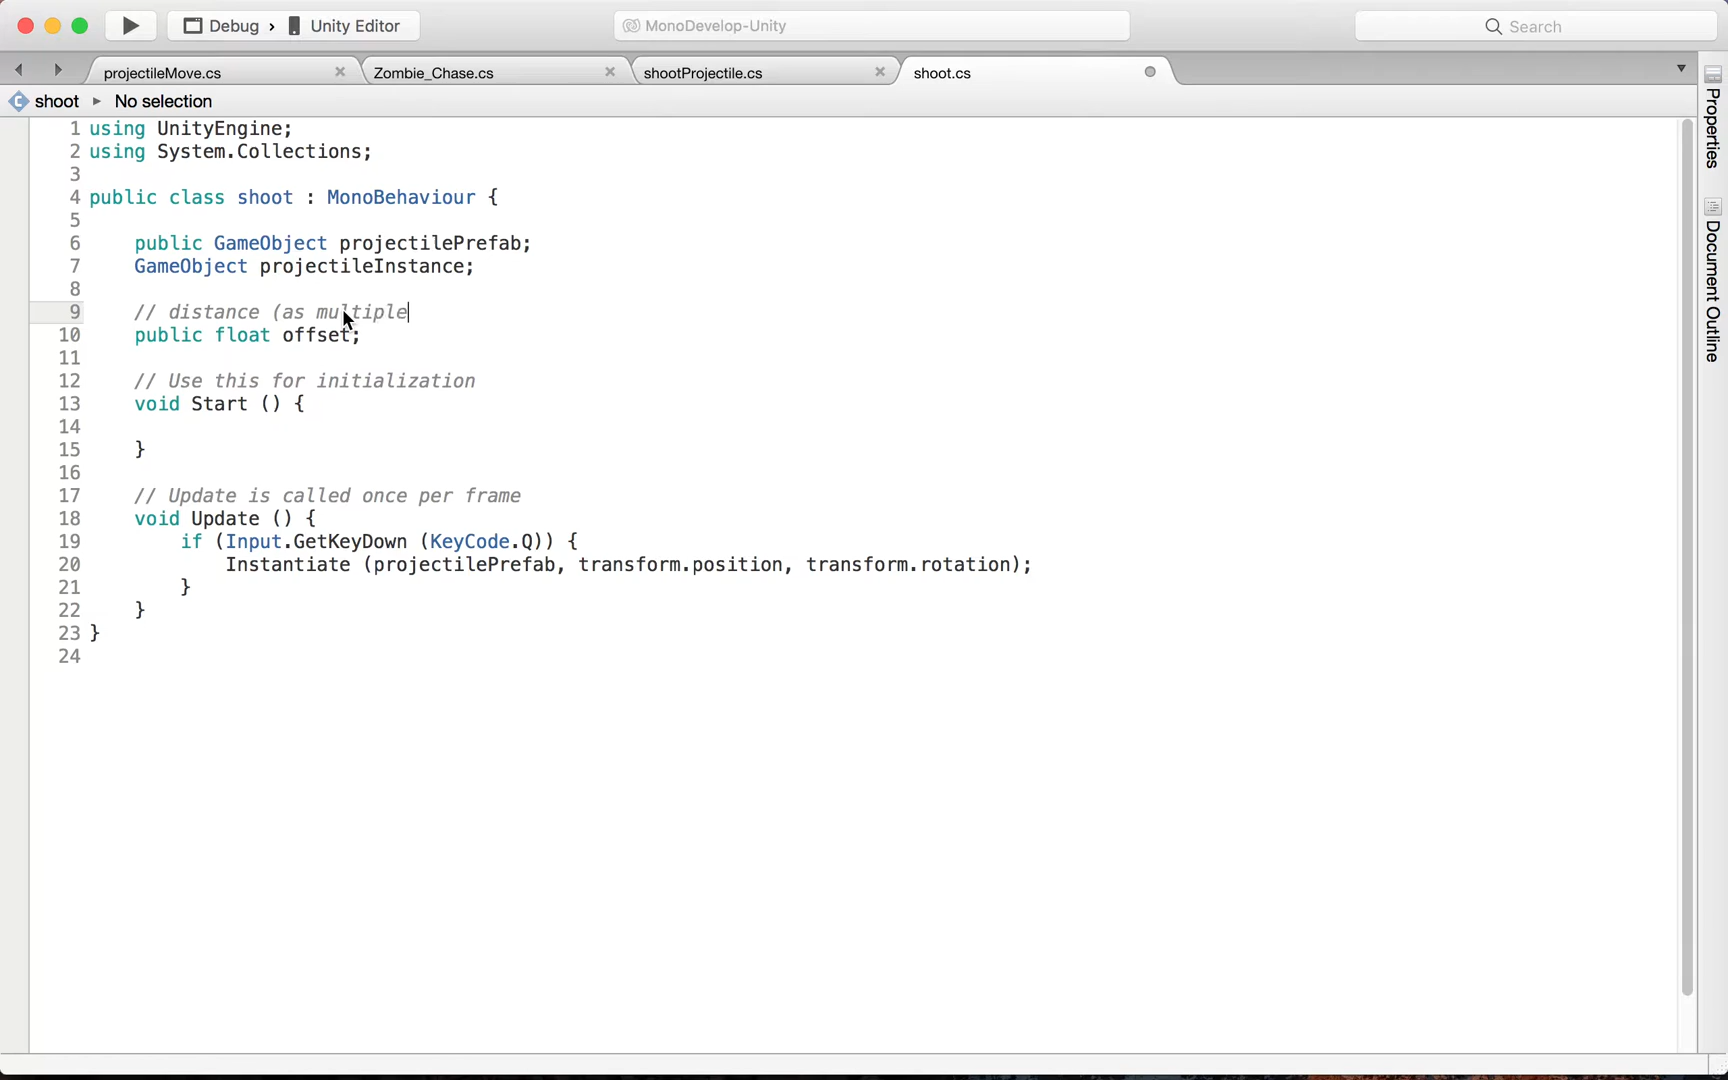 Debug › Unity Editor
MonoDevelop-Unity
Search
projectileMove.cs
Zombie_Chase.cs
shootProjectile.cs
shoot.cs
shoot ▸ No selection
1 using UnityEngine;
2 using System.Collections;
3
4 public class shoot : MonoBehaviour {
5
6 public GameObject projectilePrefab;
7 GameObject projectileInstance;
8
9 // distance (as multiple
10 public float offset;
11
12 // Use this for initialization
13 void Start () {
14
15 }
16
17 // Update is called once per frame
18 void Update () {
19 if (Input.GetKeyDown (KeyCode.Q)) {
20 Instantiate (projectilePrefab, transform.position, transform.rotation);
21 }
22 }
23 }
24
Properties
Document Outline